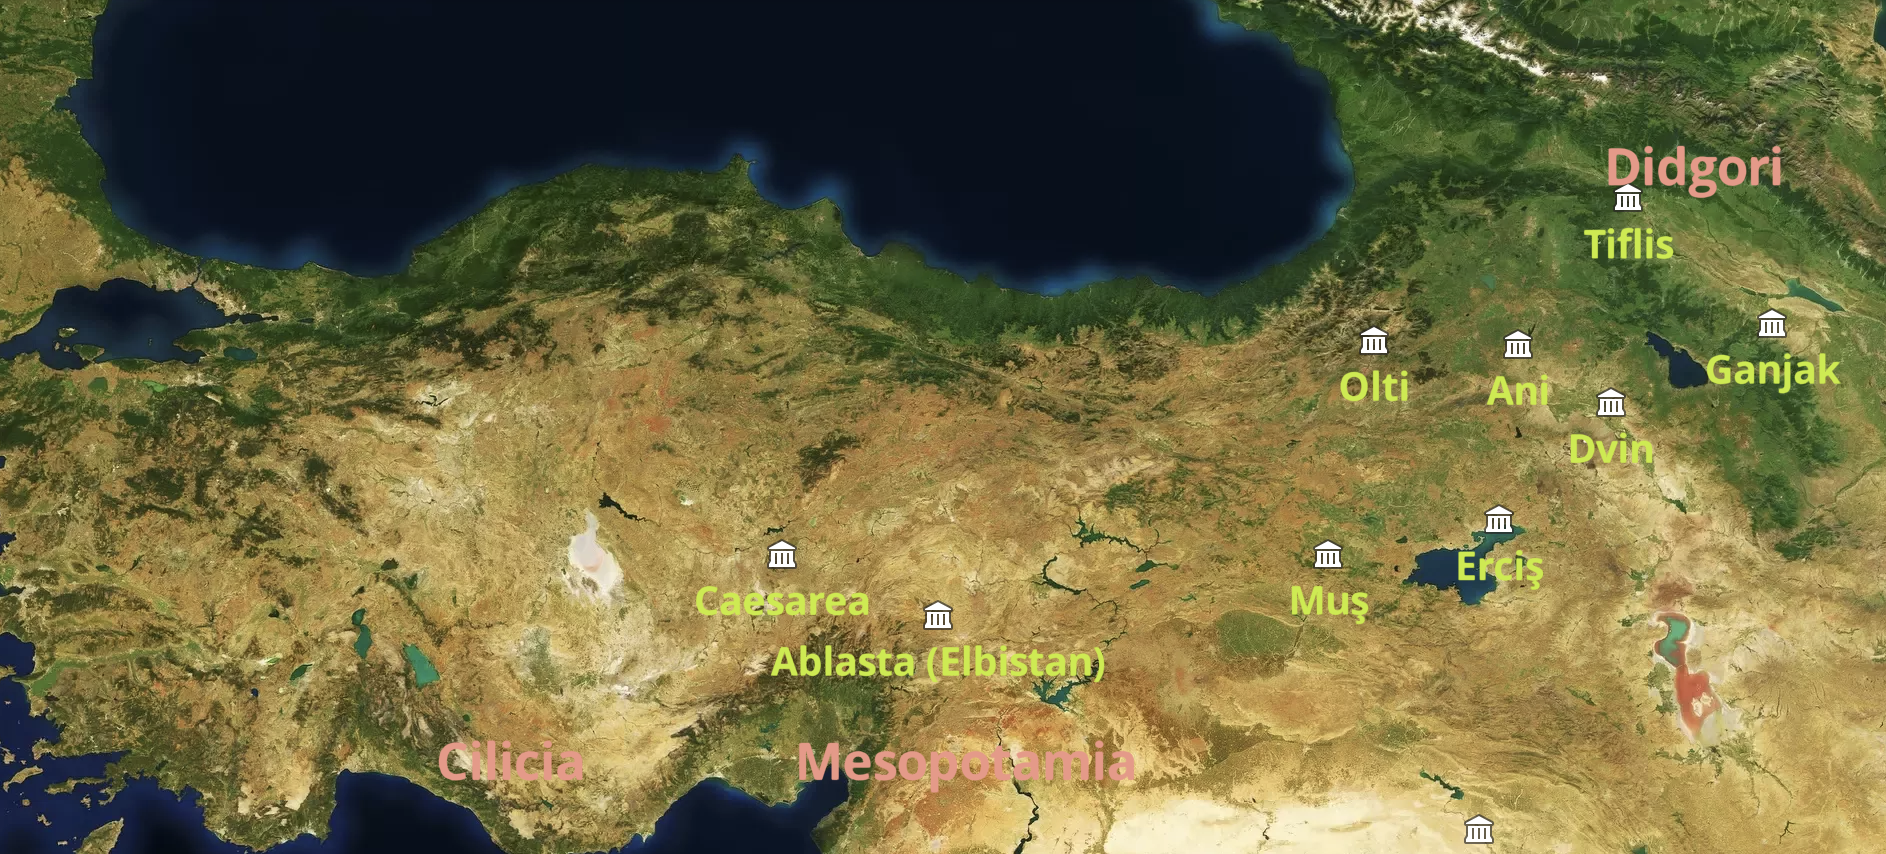 Didgori
Tiflis
Ganjak
Olti
Ani
Dvin
Erciş
Caesarea
Muş
Ablasta (Elbistan)
Cilicia
Mesopotamia